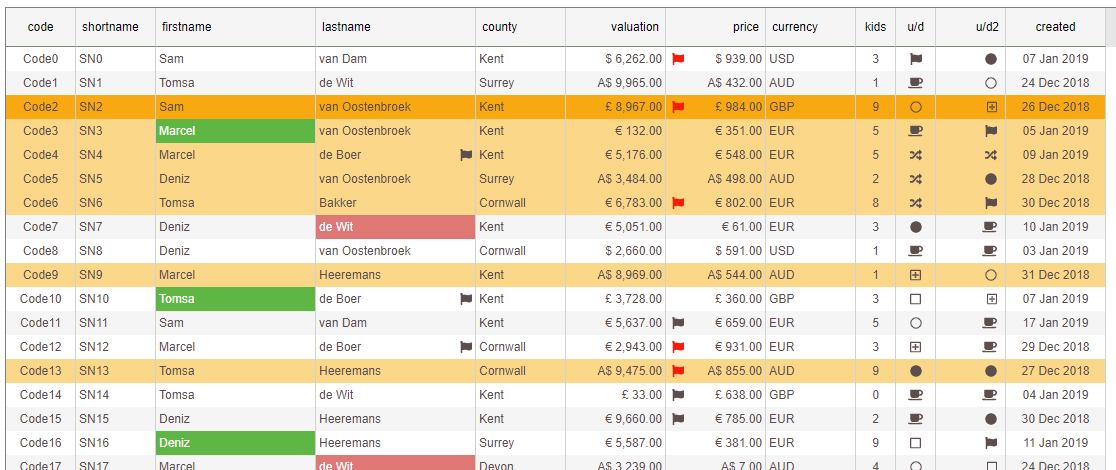 code shortname firstname lastname county valuation price currency kids u/d u/d2 created
Code0 SN0 Sam van Dam Kent $ 6,262.00 $ 939.00 USD 3 07 Jan 2019
Code1 SN1 Tomsa de Wit Surrey A$ 9,965.00 A$ 432.00 AUD 1 24 Dec 2018
Code2 SN2 Sam van Oostenbroek Kent £ 8,967.00 £ 984.00 GBP 9 26 Dec 2018
Code3 SN3 Marcel van Oostenbroek Kent € 132.00 € 351.00 EUR 5 05 Jan 2019
Code4 SN4 Marcel de Boer Kent € 5,176.00 € 548.00 EUR 5 09 Jan 2019
Code5 SN5 Deniz van Oostenbroek Surrey A$ 3,484.00 A$ 498.00 AUD 2 28 Dec 2018
Code6 SN6 Tomsa Bakker Cornwall € 6,783.00 € 802.00 EUR 8 30 Dec 2018
Code7 SN7 Deniz de Wit Kent € 5,051.00 € 61.00 EUR 3 10 Jan 2019
Code8 SN8 Deniz van Oostenbroek Cornwall $ 2,660.00 $ 591.00 USD 1 03 Jan 2019
Code9 SN9 Marcel Heeremans Kent A$ 8,969.00 A$ 544.00 AUD 1 31 Dec 2018
Code10 SN10 Tomsa de Boer Kent £ 3,728.00 £ 360.00 GBP 3 07 Jan 2019
Code11 SN11 Sam van Dam Kent € 5,637.00 € 659.00 EUR 5 17 Jan 2019
Code12 SN12 Marcel de Boer Cornwall € 2,943.00 € 931.00 EUR 3 29 Dec 2018
Code13 SN13 Tomsa Heeremans Cornwall A$ 9,475.00 A$ 855.00 AUD 9 27 Dec 2018
Code14 SN14 Tomsa de Wit Kent £ 33.00 £ 638.00 GBP 0 04 Jan 2019
Code15 SN15 Deniz Heeremans Kent € 9,660.00 € 785.00 EUR 2 30 Dec 2018
Code16 SN16 Deniz Heeremans Surrey € 5,587.00 € 381.00 EUR 9 11 Jan 2019
Code17 SN17 Marcel de Wit Devon A$ 3,239.00 A$ 7.00 AUD 4 24 Dec 2018